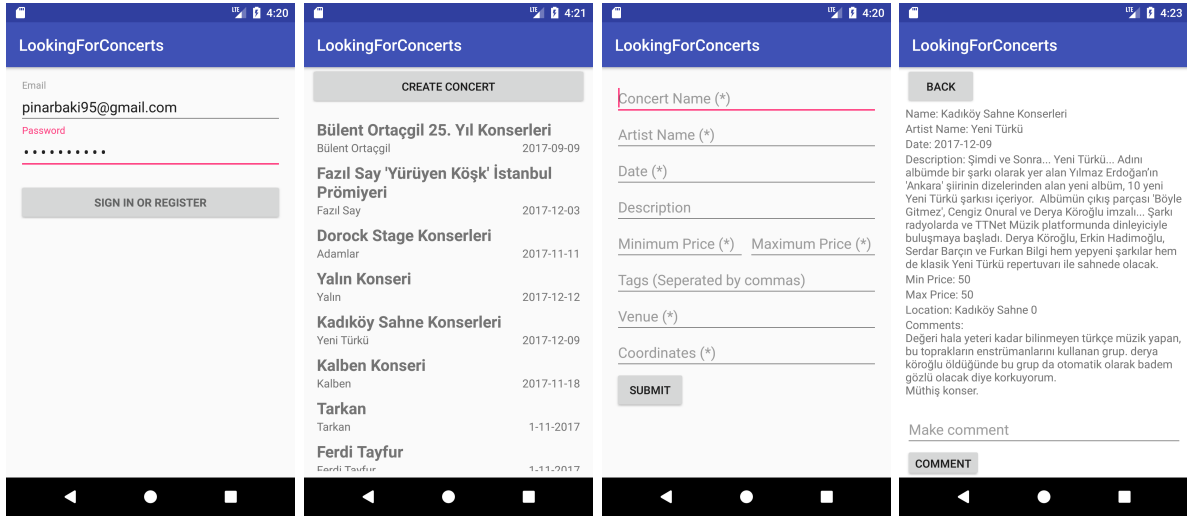 LTE 4:20
LookingForConcerts
Email
pinarbaki95@gmail.com
Password
••••••••••
SIGN IN OR REGISTER
LTE 4:21
LookingForConcerts
CREATE CONCERT
Bülent Ortaçgil 25. Yıl Konserleri
Bülent Ortaçgil 2017-09-09
Fazıl Say 'Yürüyen Köşk' İstanbul
Prömiyeri
Fazıl Say 2017-12-03
Dorock Stage Konserleri
Adamlar 2017-11-11
Yalın Konseri
Yalın 2017-12-12
Kadıköy Sahne Konserleri
Yeni Türkü 2017-12-09
Kalben Konseri
Kalben 2017-11-18
Tarkan
Tarkan 1-11-2017
Ferdi Tayfur
Ferdi Tayfur 1-11-2017
LTE 4:20
LookingForConcerts
Concert Name (*)
Artist Name (*)
Date (*)
Description
Minimum Price (*) Maximum Price (*)
Tags (Seperated by commas)
Venue (*)
Coordinates (*)
SUBMIT
LTE 4:23
LookingForConcerts
BACK
Name: Kadıköy Sahne Konserleri
Artist Name: Yeni Türkü
Date: 2017-12-09
Description: Şimdi ve Sonra... Yeni Türkü... Adını
albümde bir şarkı olarak yer alan Yılmaz Erdoğan'ın
'Ankara' şiirinin dizelerinden alan yeni albüm, 10 yeni
Yeni Türkü şarkısı içeriyor. Albümün çıkış parçası 'Böyle
Gitmez', Cengiz Onural ve Derya Köroğlu imzalı... Şarkı
radyolarda ve TTNet Müzik platformunda dinleyiciyle
buluşmaya başladı. Derya Köroğlu, Erkin Hadimoğlu,
Serdar Barçın ve Furkan Bilgi hem yepyeni şarkılar hem
de klasik Yeni Türkü repertuvarı ile sahnede olacak.
Min Price: 50
Max Price: 50
Location: Kadıköy Sahne 0
Comments:
Değeri hala yeteri kadar bilinmeyen türkçe müzik yapan,
bu toprakların enstrümanlarını kullanan grup. derya
köroğlu öldüğünde bu grup da otomatik olarak badem
gözlü olacak diye korkuyorum.
Müthiş konser.
Make comment
COMMENT